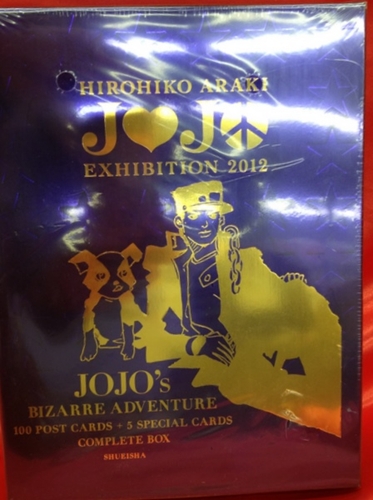 HIROHIKO ARAKI
JOJO
EXHIBITION 2012
JOJO's
BIZARRE ADVENTURE
100 POST CARDS + 5 SPECIAL CARDS
COMPLETE BOX
SHUEISHA